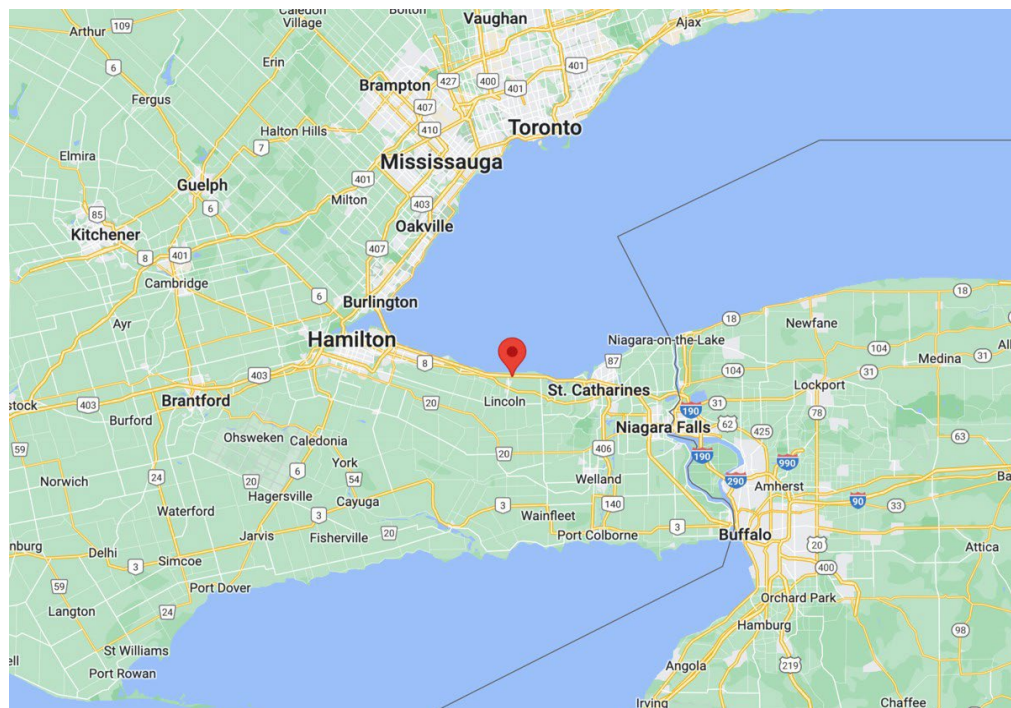 Caledon
Village
Bolton
Vaughan
Ajax
Arthur
109
401
6
Erin
Brampton
427
400
401
407
Fergus
Toronto
Halton Hills
410
7
Elmira
Mississauga
Guelph
401
Milton
403
85
6
Oakville
Kitchener
407
8
401
Cambridge
6
Burlington
18
18
Newfane
Ayr
Hamilton
Niagara-on-the-Lake
104
Medina
31
8
87
104
403
Lockport
31
St. Catharines
403
Brantford
Lincoln
20
190
31
78
Burford
62
425
Niagara Falls
63
Ohsweken
Caledonia
59
20
406
190
990
York
24
6
Welland
290
Amherst
54
Norwich
20
Hagersville
Cayuga
3
140
90
33
Waterford
3
Wainfleet
3
Fisherville
20
Jarvis
Port Colborne
Buffalo
20
Delhi
Attica
3
Simcoe
400
59
Port Dover
Orchard Park
Langton
24
Hamburg
98
St Williams
219
Angola
Port Rowan
Irving
Chaffee